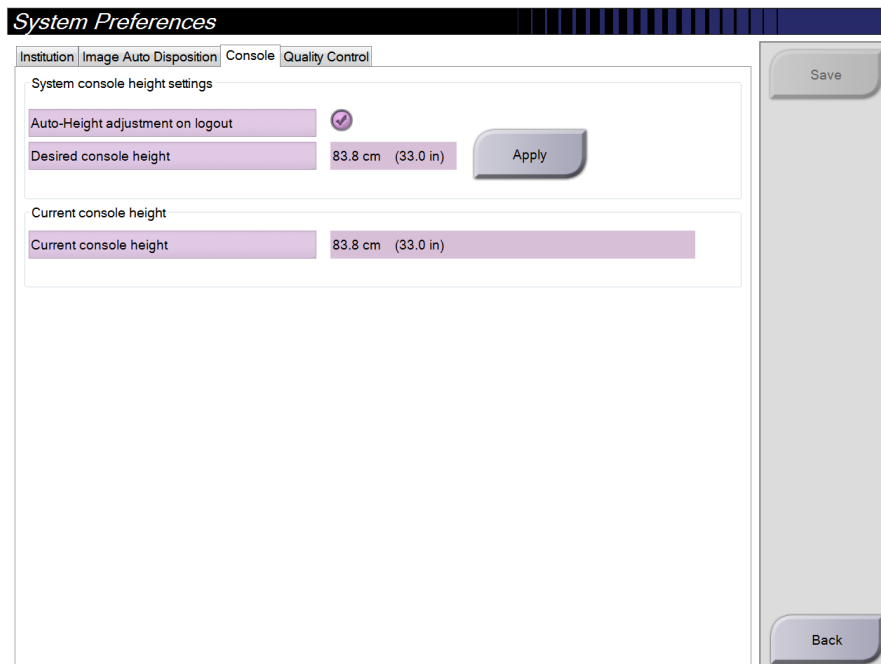 System Preferences
Institution Image Auto Disposition Console Quality Control
Save
System console height settings
Auto-Height adjustment on logout
Desired console height 83.8 cm (33.0 in) Apply
Current console height
Current console height 83.8 cm (33.0 in)
Back